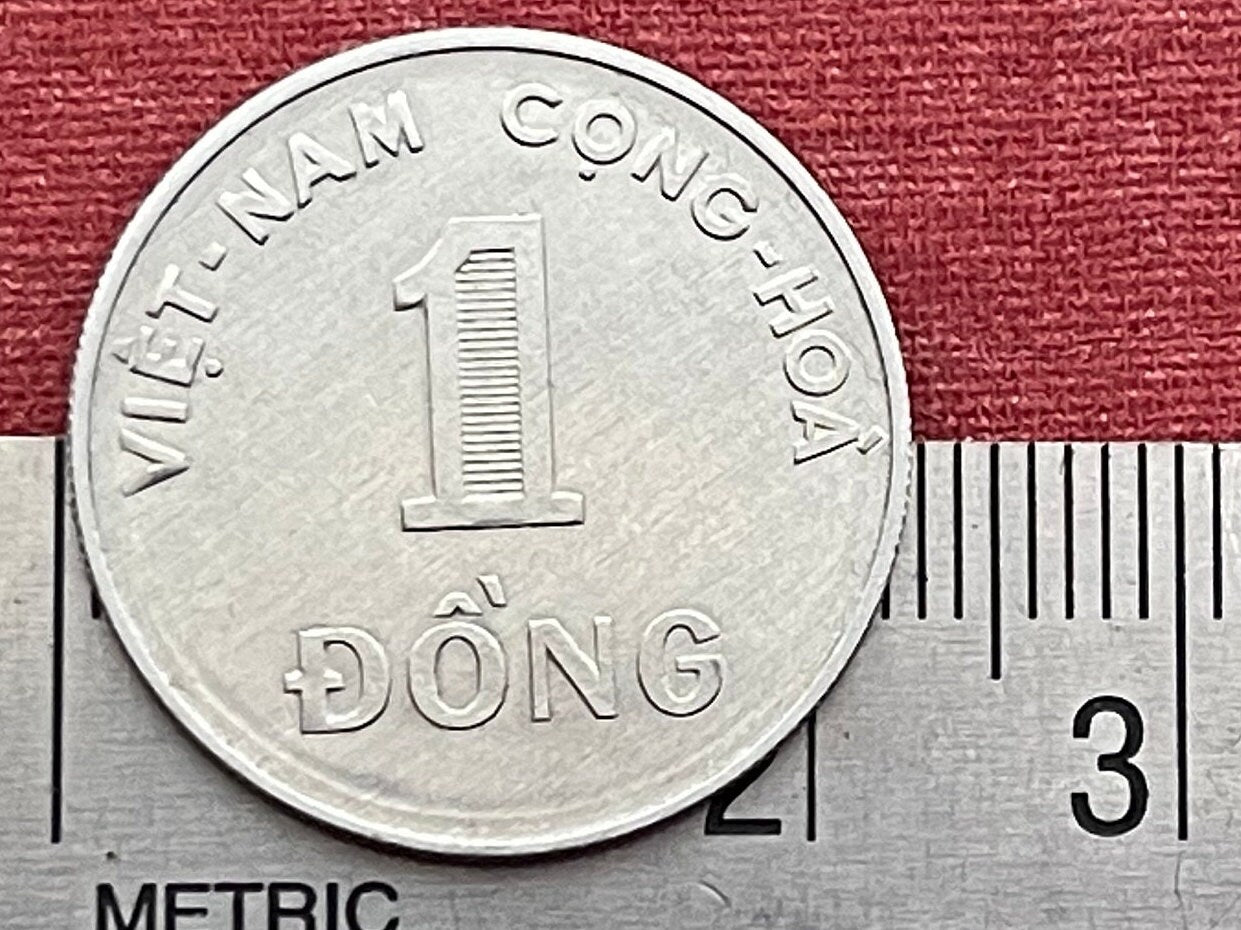 VIỆT-NAM CỘNG-HOÀ
1
ĐỒNG
2
3
METRIC